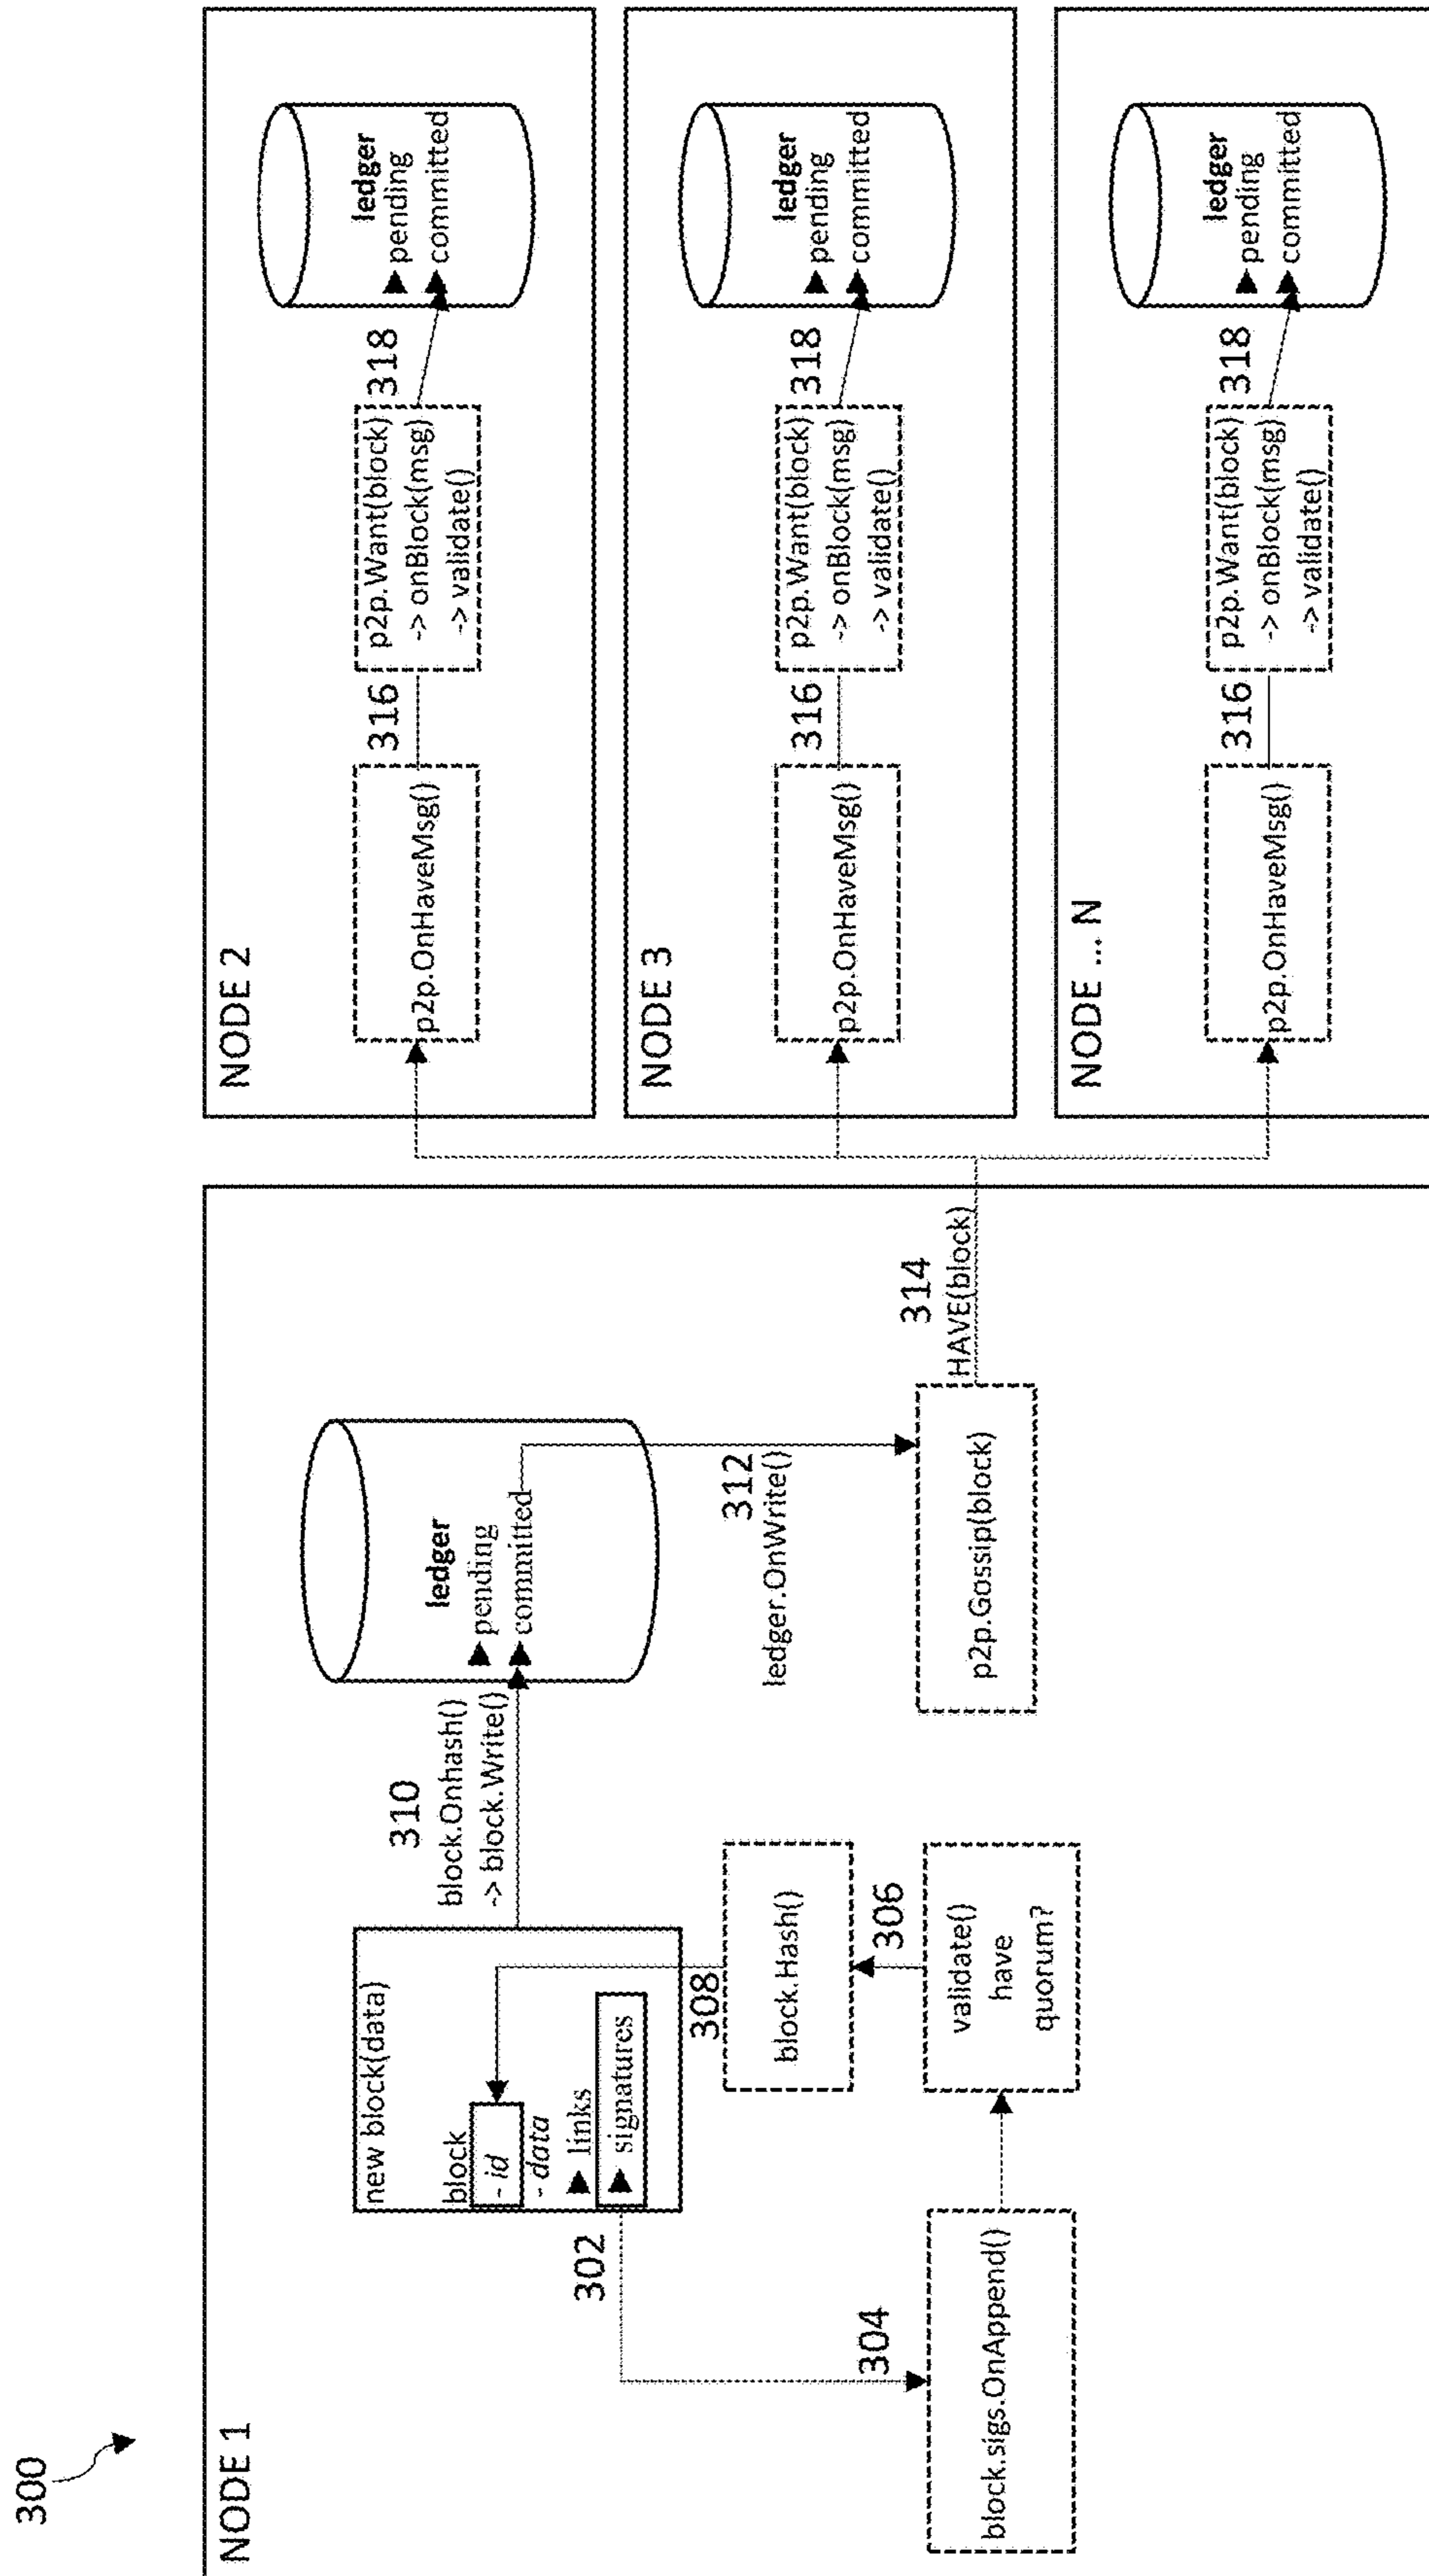 300
NODE 1
new block(data)
block
- id
- data
▶ links
▶ signatures
302
304
block.sigs.OnAppend()
validate()
have
quorum?
306
block.Hash()
308
310
block.Onhash()
-> block.Write()
ledger
▶ pending
▶ committed
312
ledger.OnWrite()
p2p.Gossip(block)
314
HAVE(block)
NODE 2
p2p.OnHaveMsg()
316
p2p.Want(block)
-> onBlock(msg)
-> validate()
318
ledger
▶ pending
▶ committed
NODE 3
p2p.OnHaveMsg()
316
p2p.Want(block)
-> onBlock(msg)
-> validate()
318
ledger
▶ pending
▶ committed
NODE ... N
p2p.OnHaveMsg()
316
p2p.Want(block)
-> onBlock(msg)
-> validate()
318
ledger
▶ pending
▶ committed